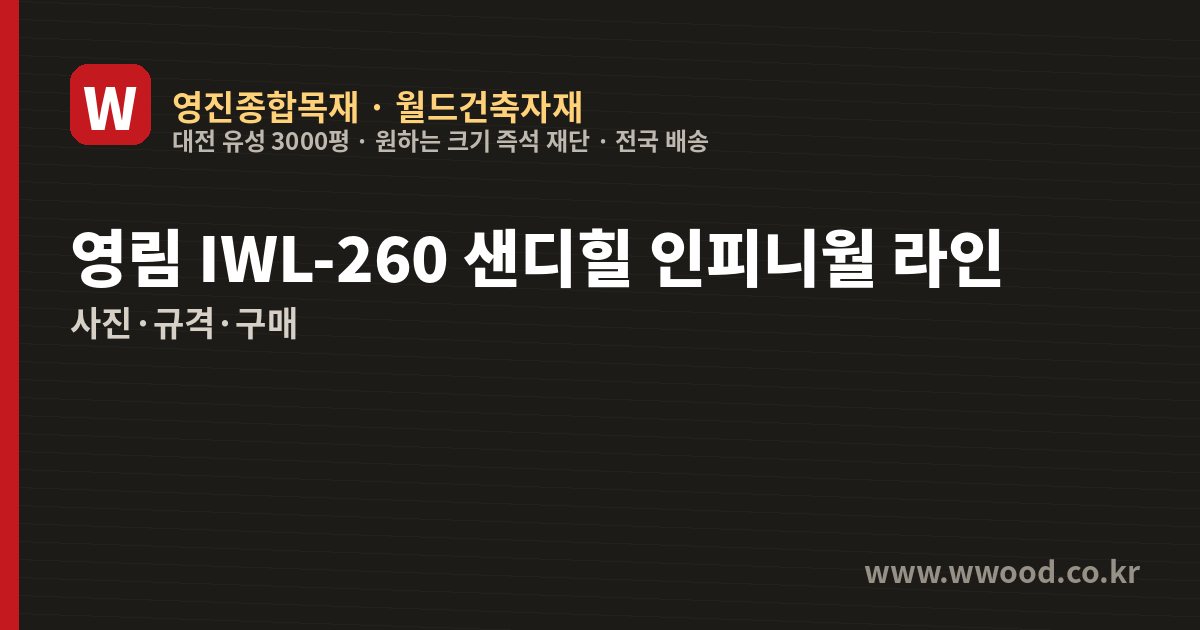 W
영진종합목재 · 월드건축자재
대전 유성 3000평 · 원하는 크기 즉석 재단 · 전국 배송
영림 IWL-260 샌디힐 인피니월 라인
사진·규격·구매
www.wwood.co.kr